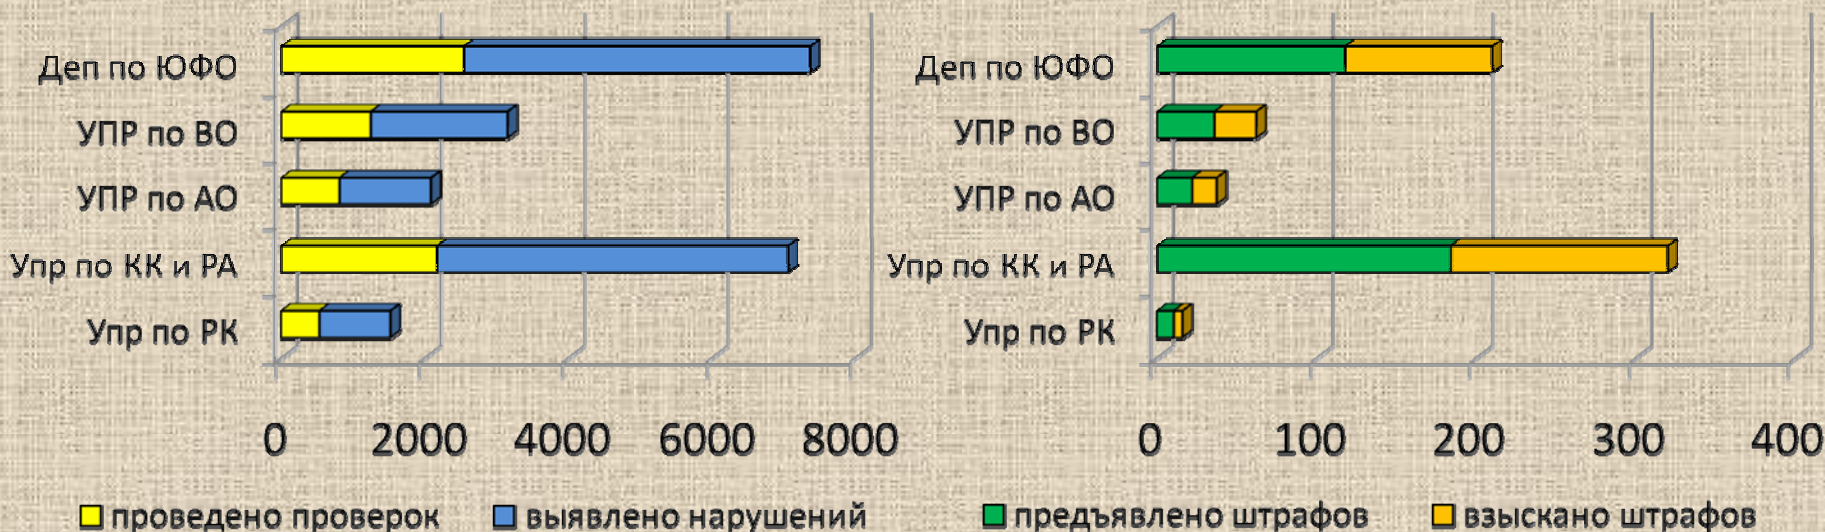 Деп по ЮФО
УПР по ВО
УПР по АО
Упр по КК и РА
Упр по РК
0 2000 4000 6000 8000
проведено проверок выявлено нарушений
Деп по ЮФО
УПР по ВО
УПР по АО
Упр по КК и РА
Упр по РК
0 100 200 300 400
предъявлено штрафов взыскано штрафов